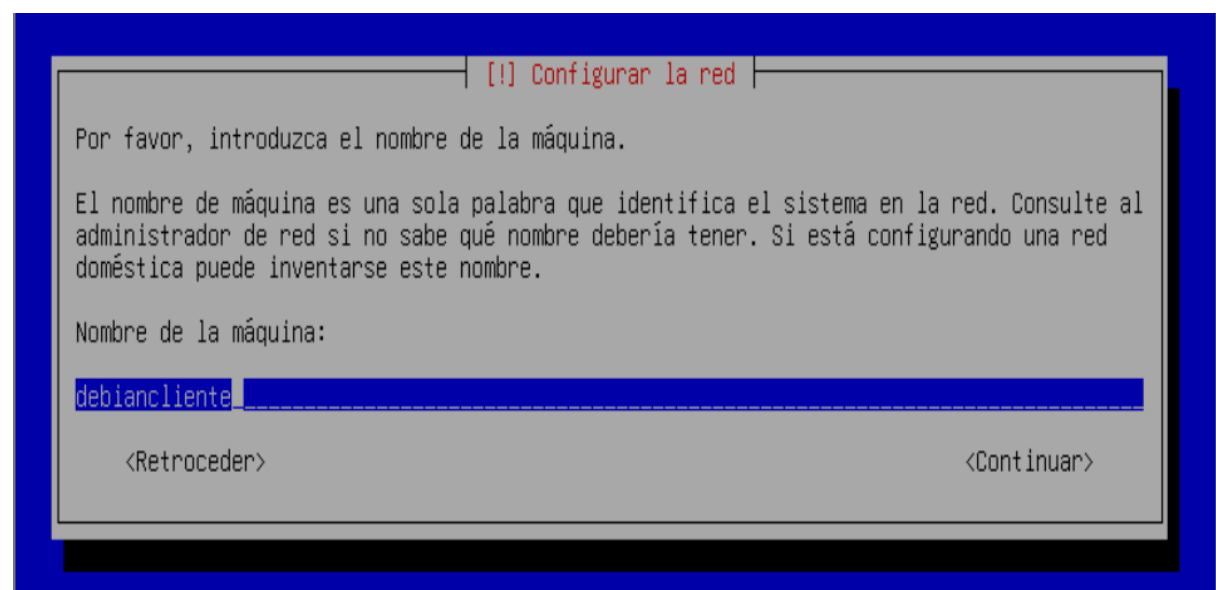 [!] Configurar la red
Por favor, introduzca el nombre de la máquina.
El nombre de máquina es una sola palabra que identifica el sistema en la red. Consulte al
administrador de red si no sabe qué nombre debería tener. Si está configurando una red
doméstica puede inventarse este nombre.
Nombre de la máquina:
debiancliente
<Retroceder> <Continuar>